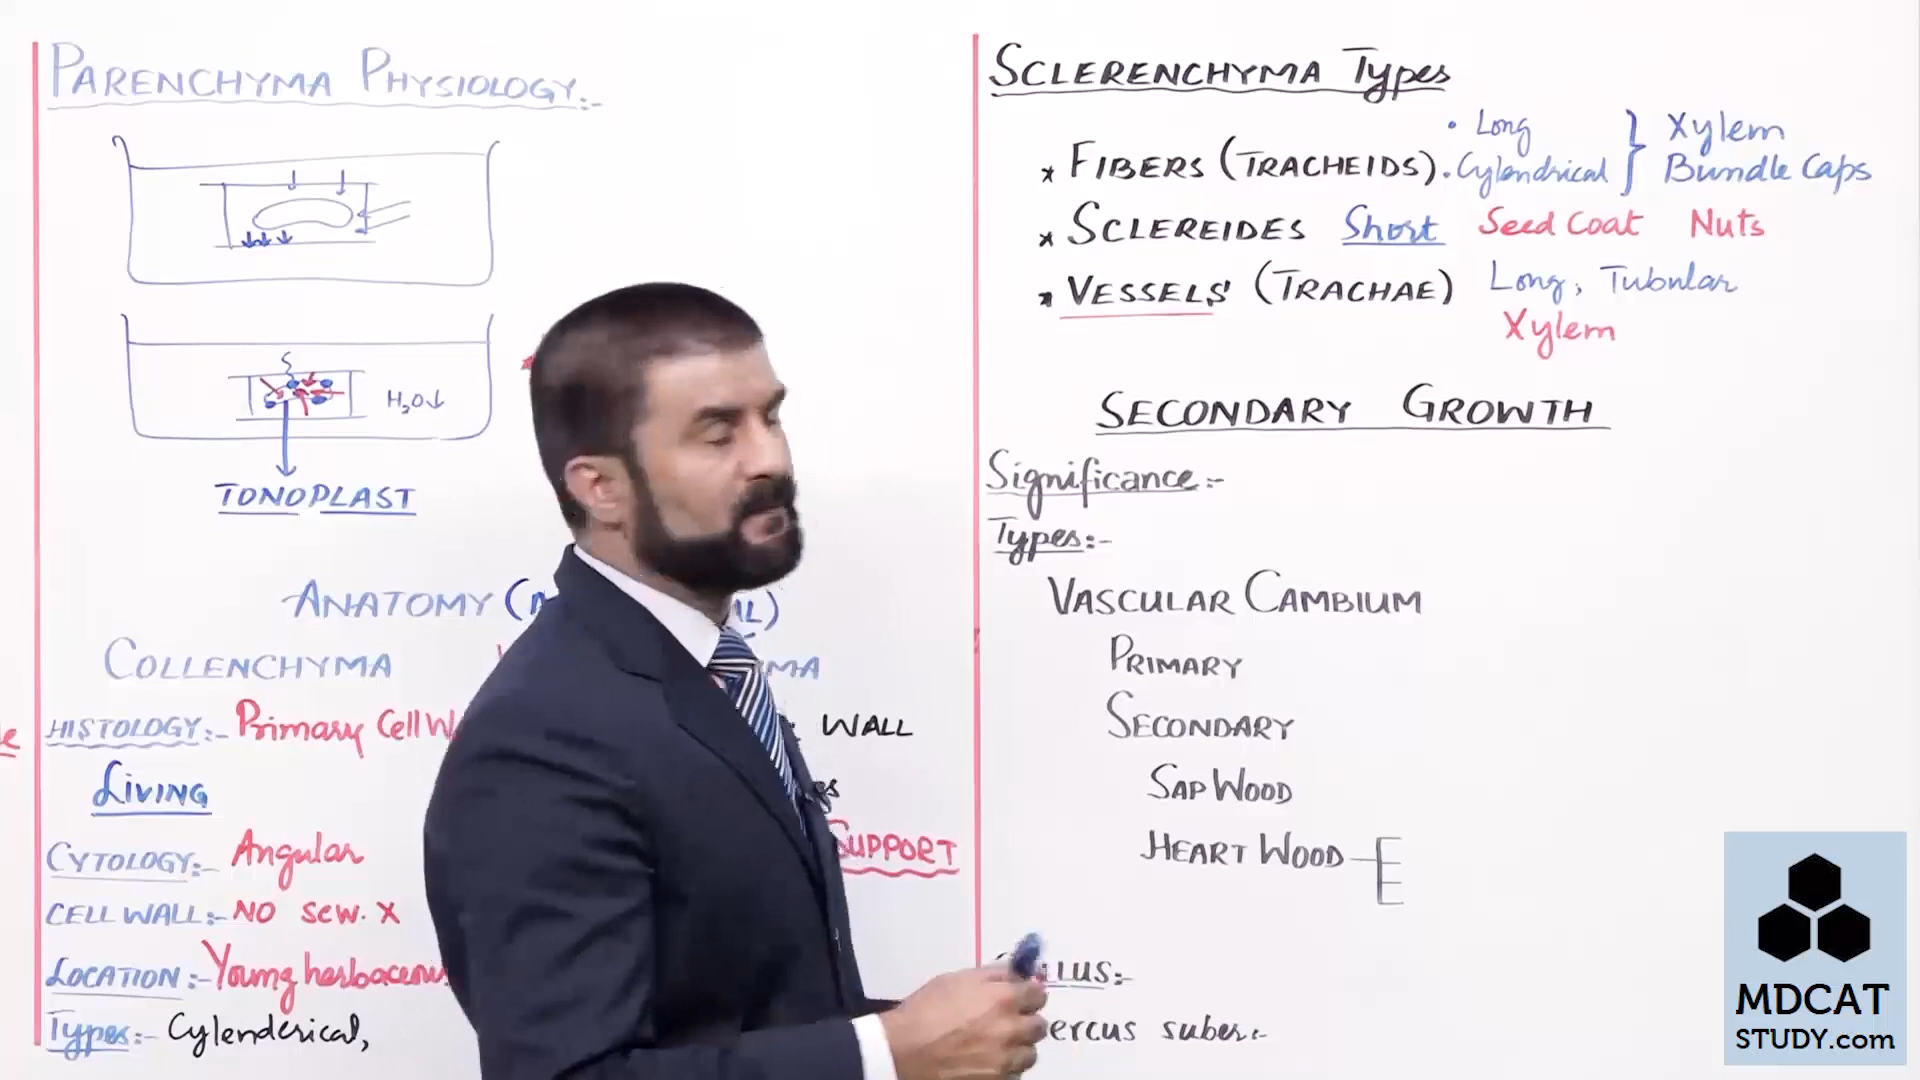 PARENCHYMA PHYSIOLOGY:-
H₂O↓
TONOPLAST
ANATOMY (
COLLENCHYMA
HISTOLOGY:- Primary Cell W
WALL
LIVING
CYTOLOGY:- Angular
SUPPORT
CELL WALL:- NO SCW. X
LOCATION:- Young herbaceous
Types:- Cylenderical,
SCLERENCHYMA Types
* FIBERS (TRACHEIDS) • Long • Cylendrical } Xylem Bundle Caps
* SCLEREIDES Short Seed Coat Nuts
* VESSELS (TRACHAE) Long, Tubular
Xylem
SECONDARY GROWTH
Significance:-
Types:-
VASCULAR CAMBIUM
PRIMARY
SECONDARY
SAP WOOD
HEART WOOD
LUS:-
ercus suber:-
MDCAT
STUDY.com